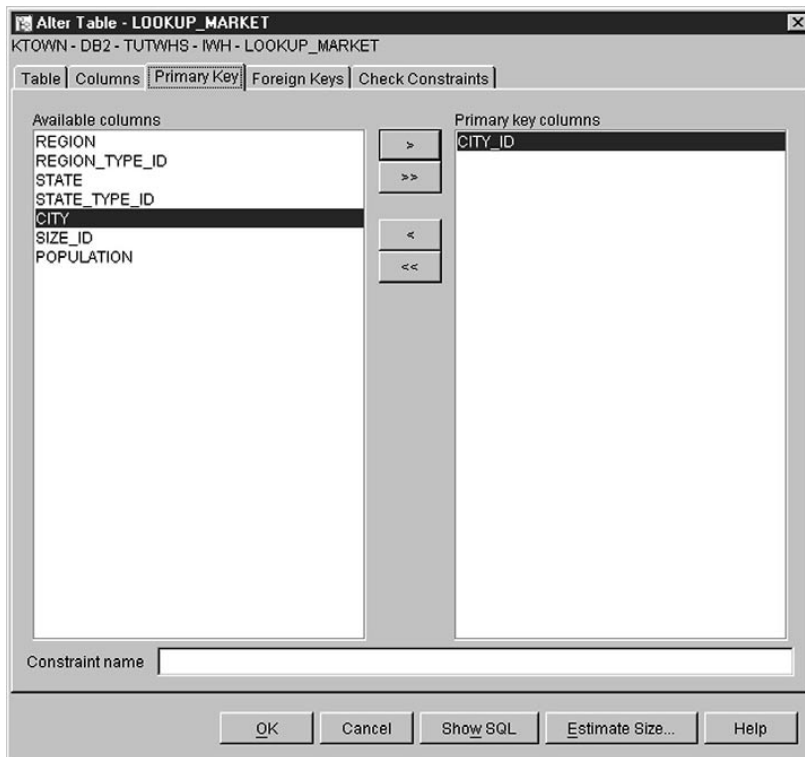 Alter Table - LOOKUP_MARKET
KTOWN - DB2 - TUTWHS - IWH - LOOKUP_MARKET
Table Columns Primary Key Foreign Keys Check Constraints
Available columns
REGION
REGION_TYPE_ID
STATE
STATE_TYPE_ID
CITY
SIZE_ID
POPULATION
>
>>
<
<<
Primary key columns
CITY_ID
Constraint name
OK Cancel Show SQL Estimate Size... Help